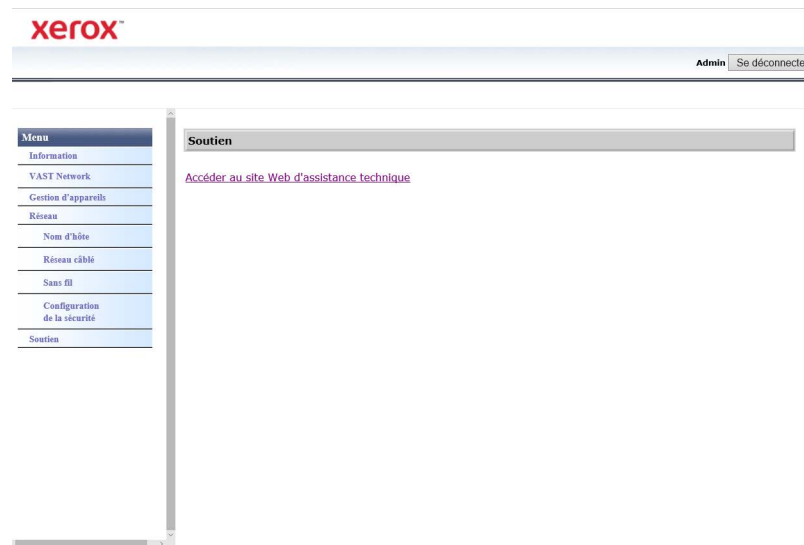 xerox™
Admin Se déconnecte
Menu
Information
VAST Network
Gestion d'appareils
Réseau
Nom d'hôte
Réseau câblé
Sans fil
Configuration
de la sécurité
Soutien
Soutien
Accéder au site Web d'assistance technique